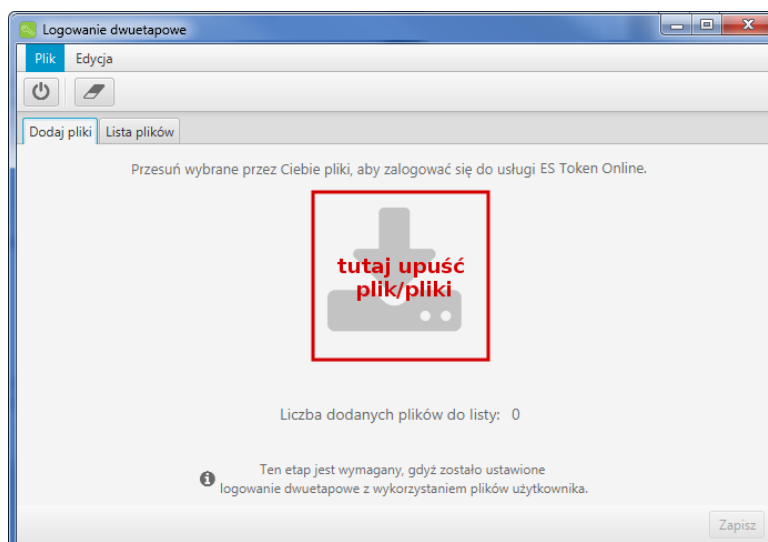 Logowanie dwuetapowe
Plik Edycja
Dodaj pliki Lista plików
Przesuń wybrane przez Ciebie pliki, aby zalogować się do usługi ES Token Online.
tutaj upuść
plik/pliki
Liczba dodanych plików do listy: 0
Ten etap jest wymagany, gdyż zostało ustawione
logowanie dwuetapowe z wykorzystaniem plików użytkownika.
Zapisz